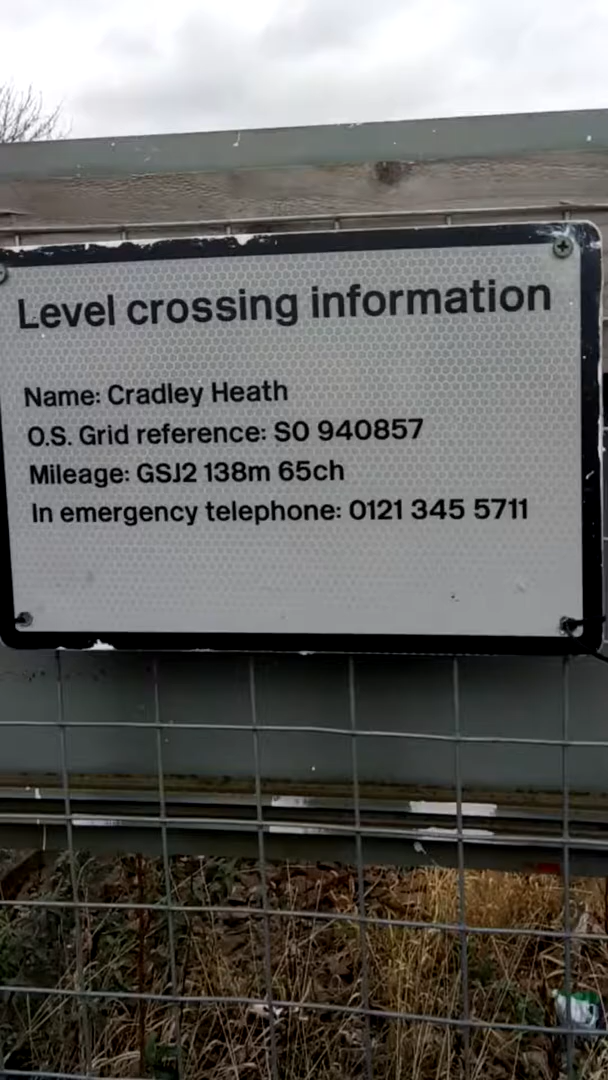 Level crossing information
Name: Cradley Heath
O.S. Grid reference: SO 940857
Mileage: GSJ2 138m 65ch
In emergency telephone: 0121 345 5711